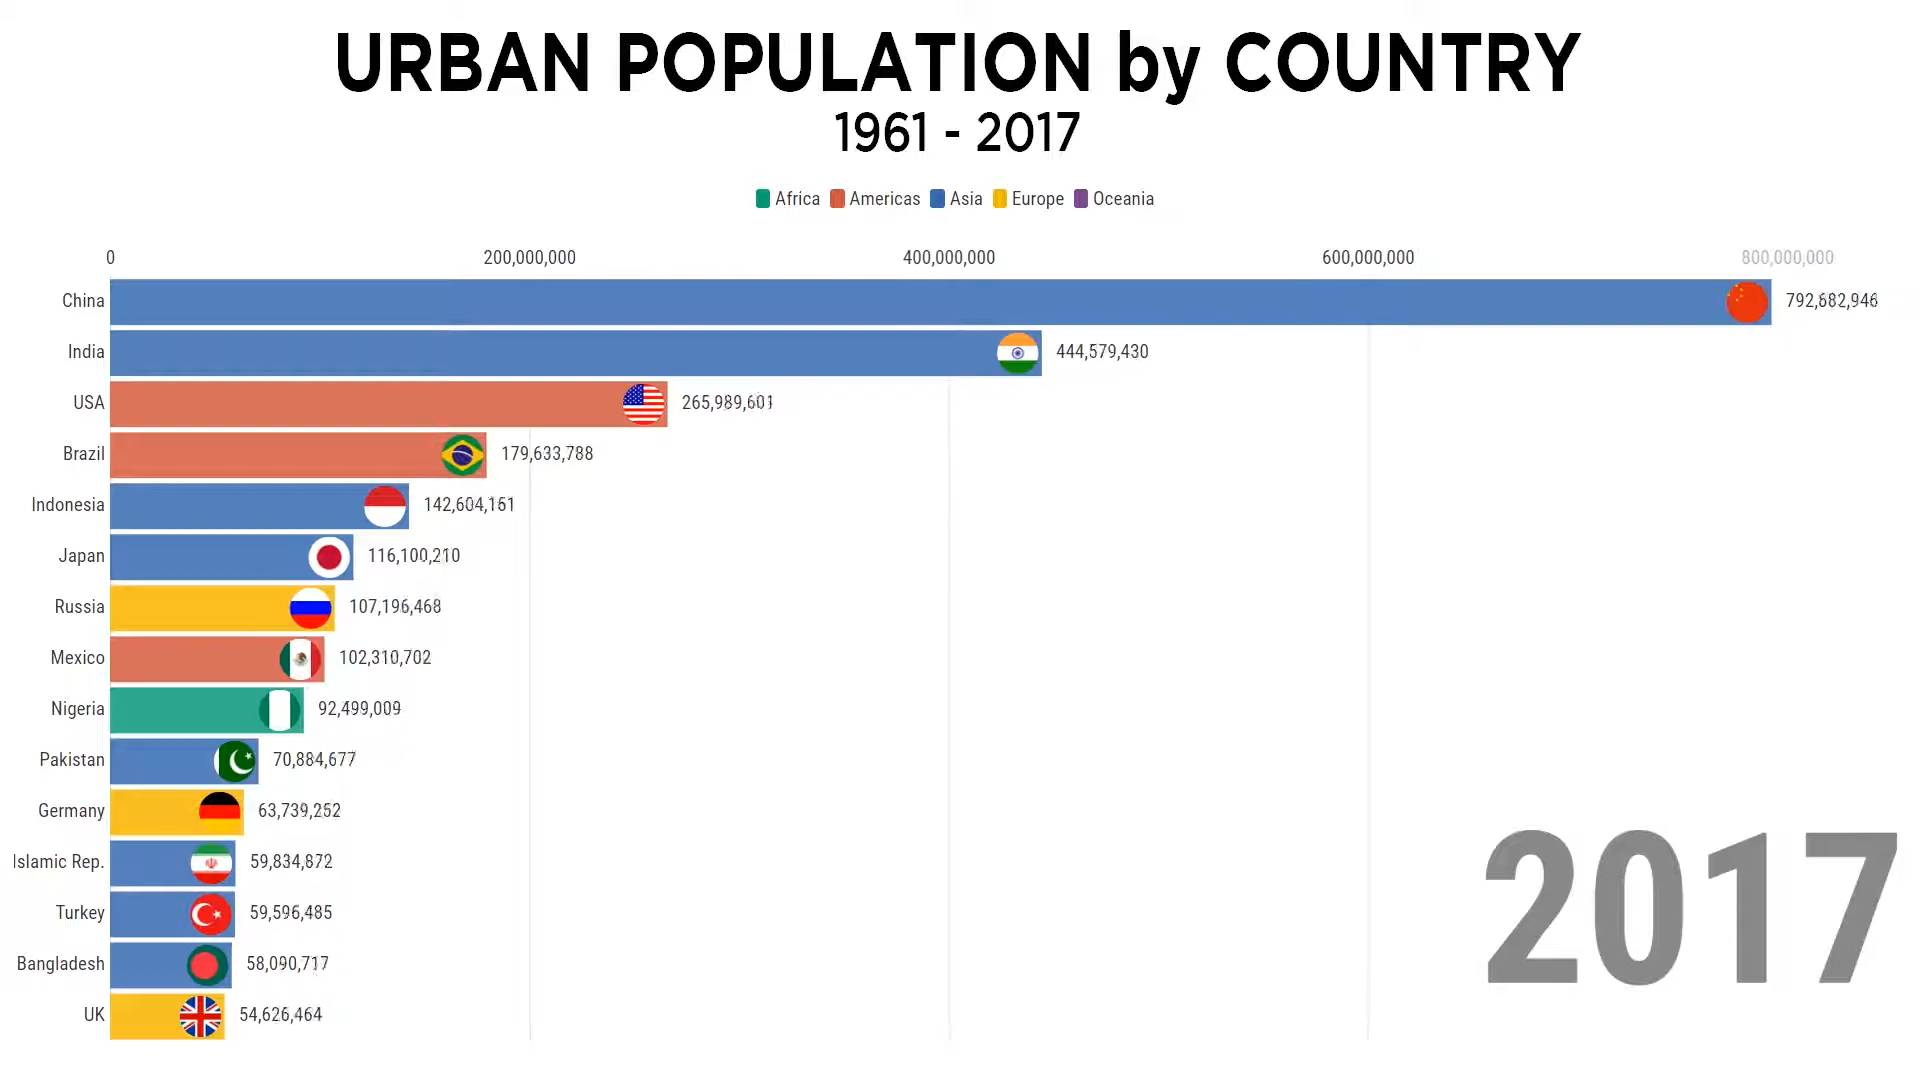 URBAN POPULATION by COUNTRY
1961 - 2017
Africa Americas Asia Europe Oceania
0 200,000,000 400,000,000 600,000,000 800,000,000
China 792,682,946
India 444,579,430
USA 265,989,601
Brazil 179,633,788
Indonesia 142,604,151
Japan 116,100,210
Russia 107,196,468
Mexico 102,310,702
Nigeria 92,499,009
Pakistan 70,884,677
Germany 63,739,252
Islamic Rep. 59,834,872
Turkey 59,596,485
Bangladesh 58,090,717
UK 54,626,464
2017